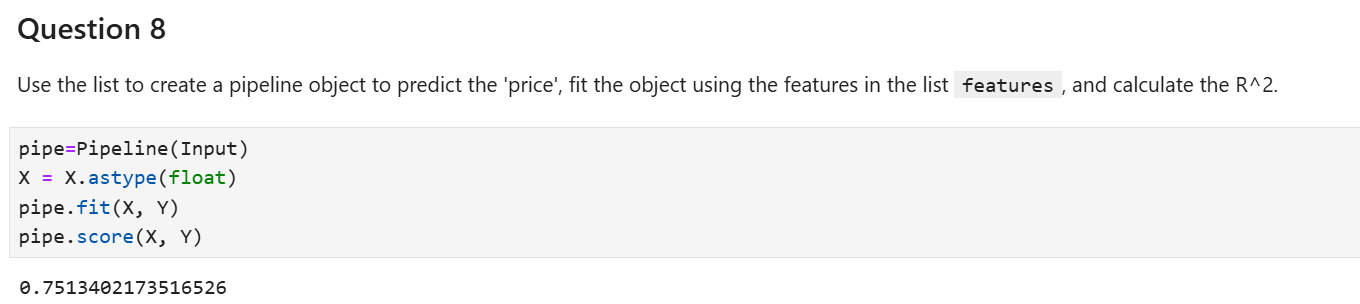 Question 8
Use the list to create a pipeline object to predict the 'price', fit the object using the features in the list features , and calculate the R^2.
pipe=Pipeline(Input)
X = X.astype(float)
pipe.fit(X, Y)
pipe.score(X, Y)
0.7513402173516526